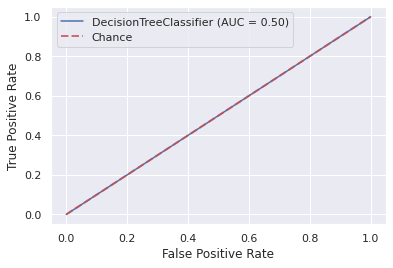 DecisionTreeClassifier (AUC = 0.50)
Chance
1.0
0.8
0.6
0.4
0.2
0.0
True Positive Rate
0.0 0.2 0.4 0.6 0.8 1.0
False Positive Rate